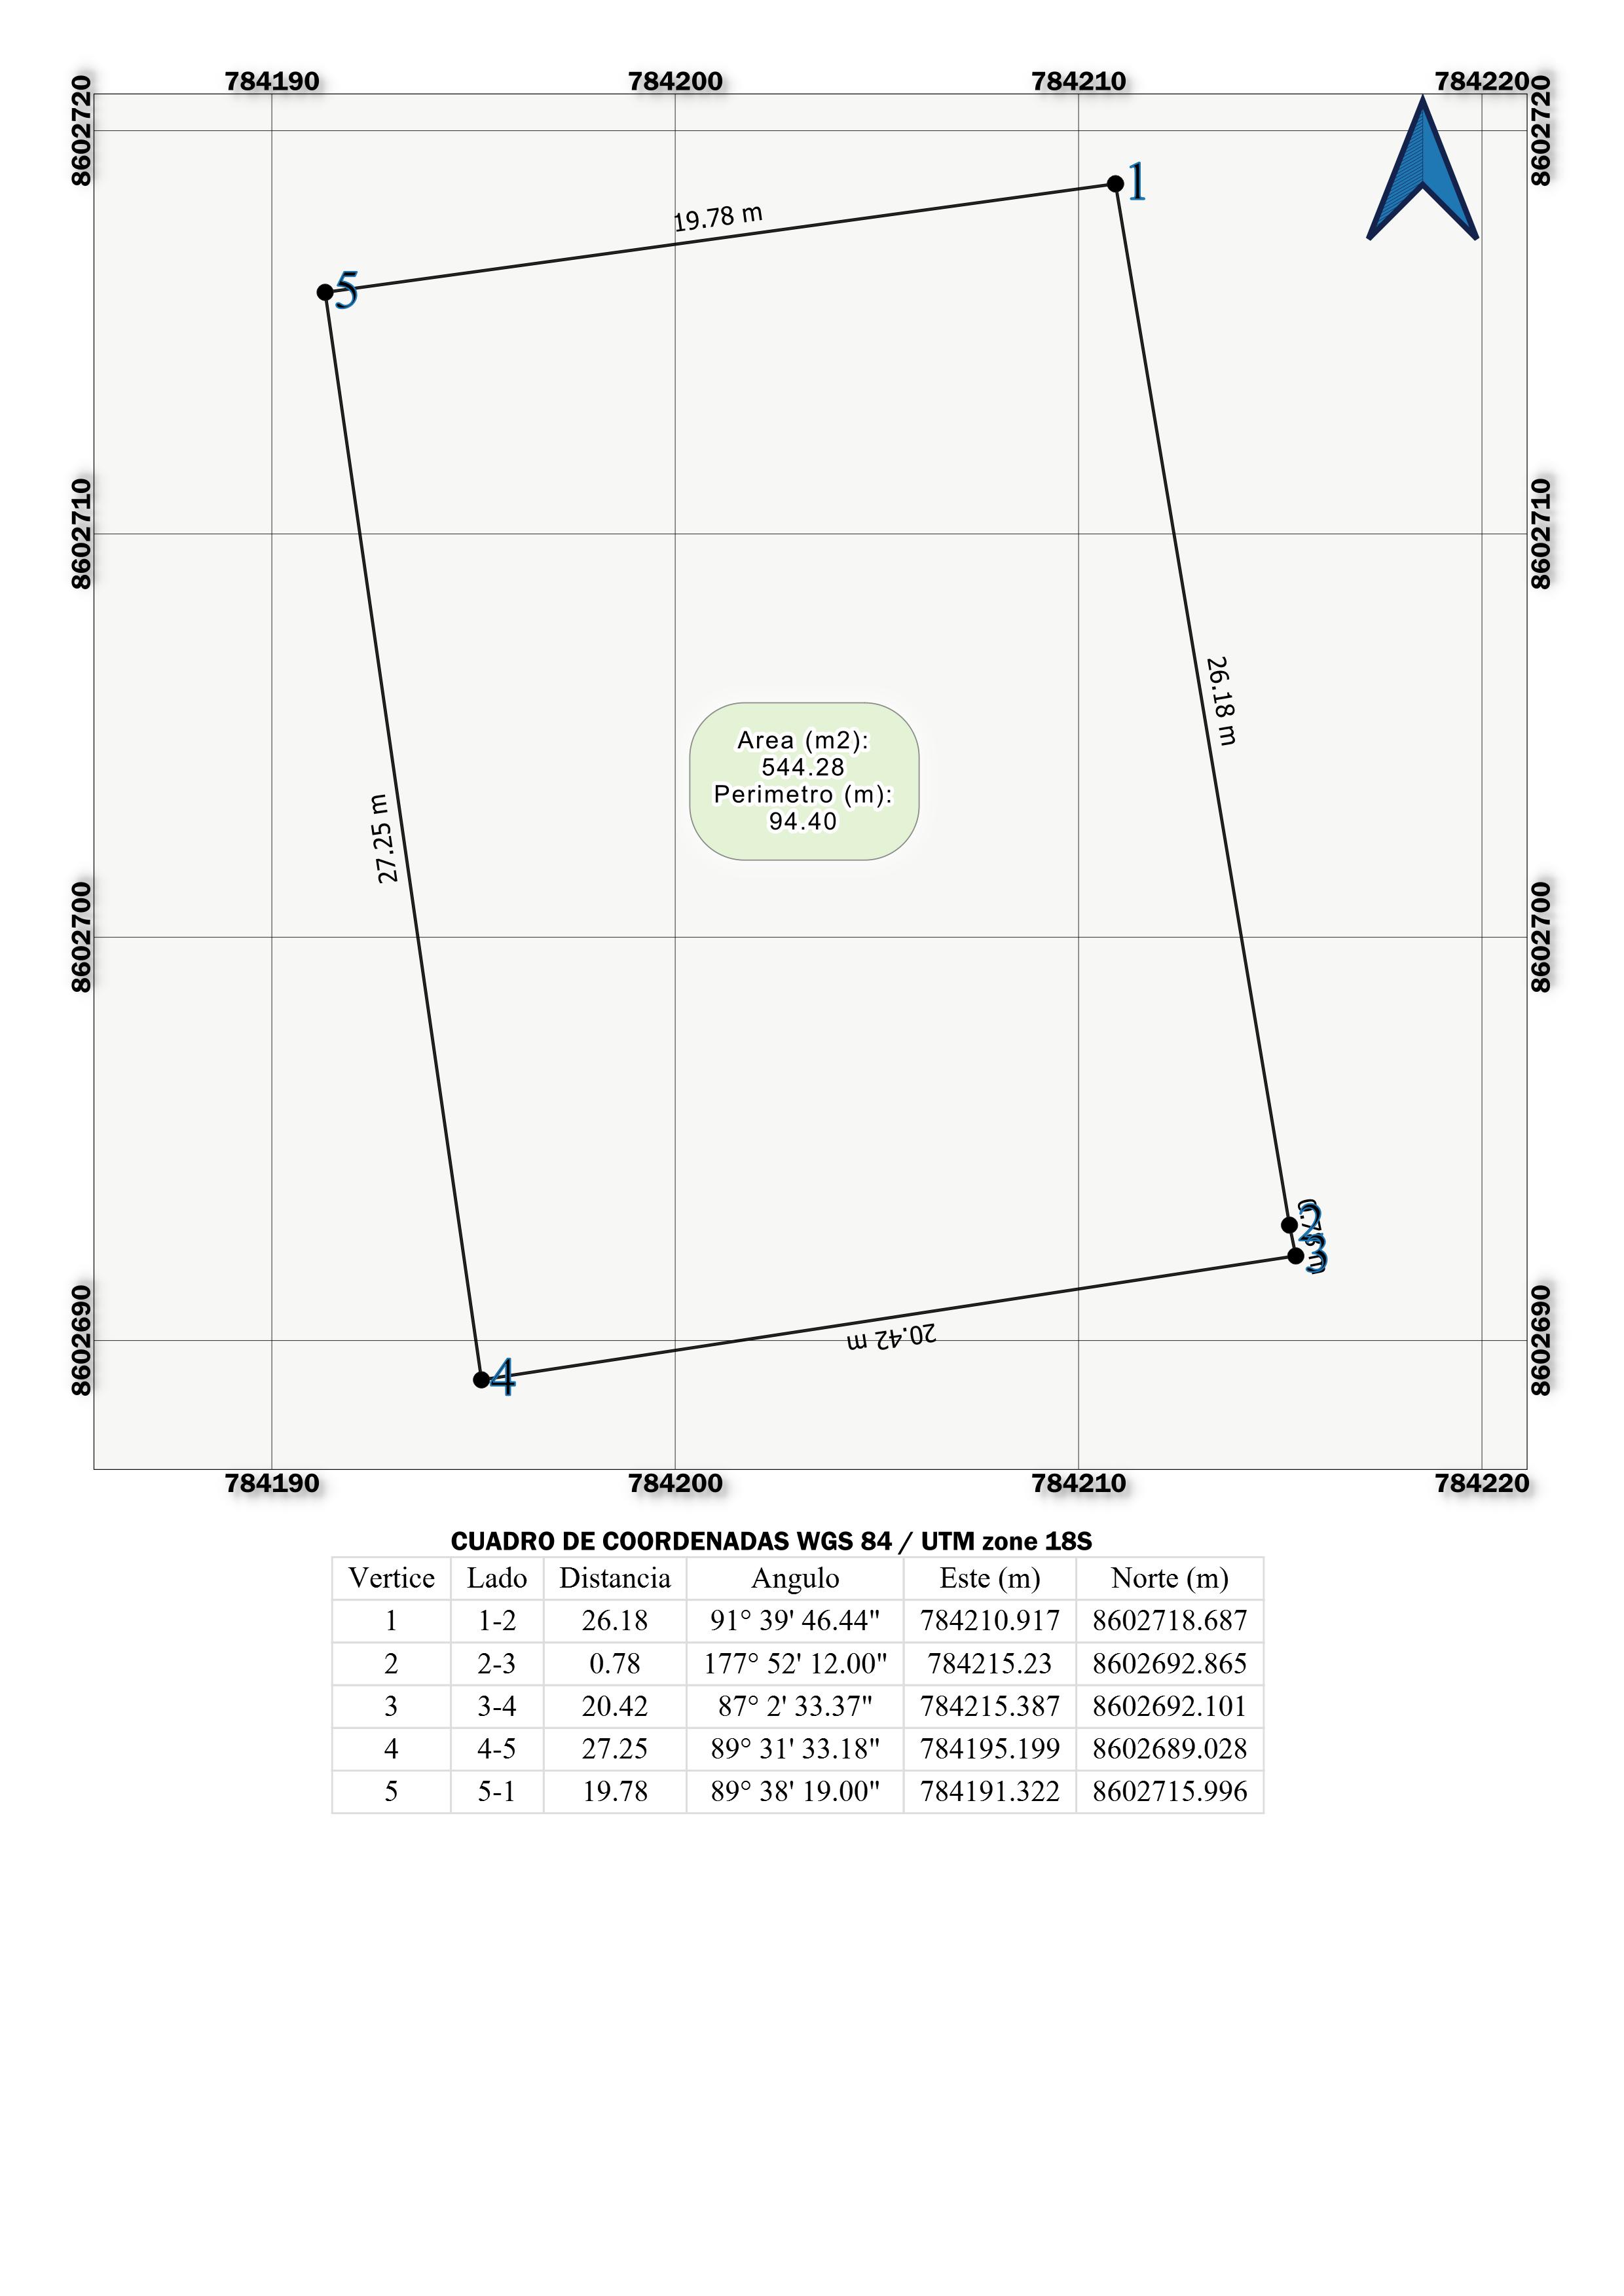 784190 784200 784210 784220
8602720 8602720
1
19.78 m
5
8602710 8602710
26.18 m
Area (m2):
544.28
Perimetro (m):
94.40
27.25 m
8602700 8602700
2
0.78 m
3
20.42 m
8602690 8602690
4
784190 784200 784210 784220
CUADRO DE COORDENADAS WGS 84 / UTM zone 18S
Vertice Lado Distancia Angulo Este (m) Norte (m)
1 1-2 26.18 91° 39' 46.44" 784210.917 8602718.687
2 2-3 0.78 177° 52' 12.00" 784215.23 8602692.865
3 3-4 20.42 87° 2' 33.37" 784215.387 8602692.101
4 4-5 27.25 89° 31' 33.18" 784195.199 8602689.028
5 5-1 19.78 89° 38' 19.00" 784191.322 8602715.996